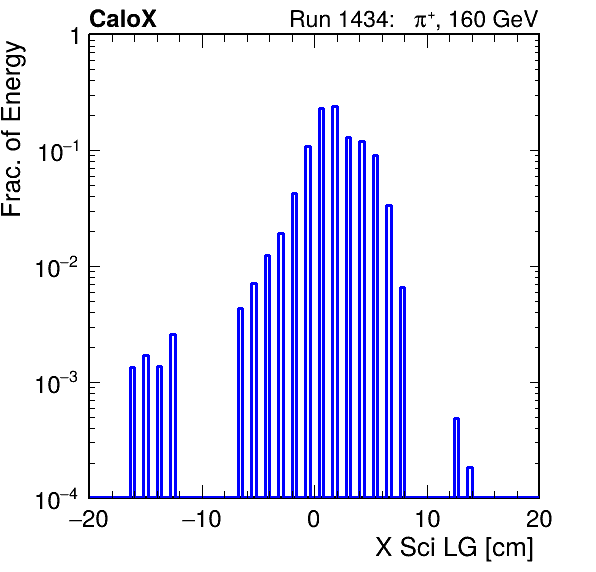 CaloX Run 1434: π⁺, 160 GeV
Frac. of Energy
1
10⁻¹
10⁻²
10⁻³
10⁻⁴
−20 −10 0 10 20
X Sci LG [cm]